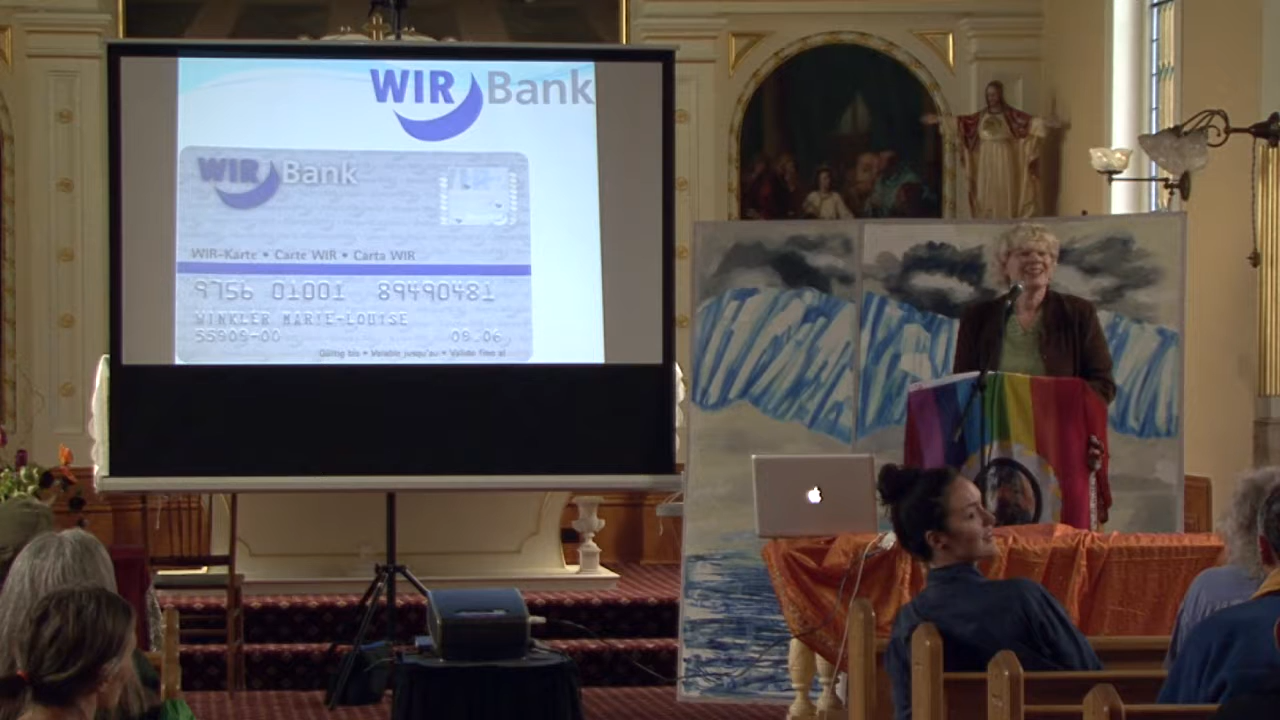 WIR Bank
WIR Bank
WIR-Karte • Carte WIR • Carta WIR
9756 01001 89490481
WINKLER MARIE-LOUISE
55909-00 08.06
Gültig bis • Valable jusqu'au • Valido fino al